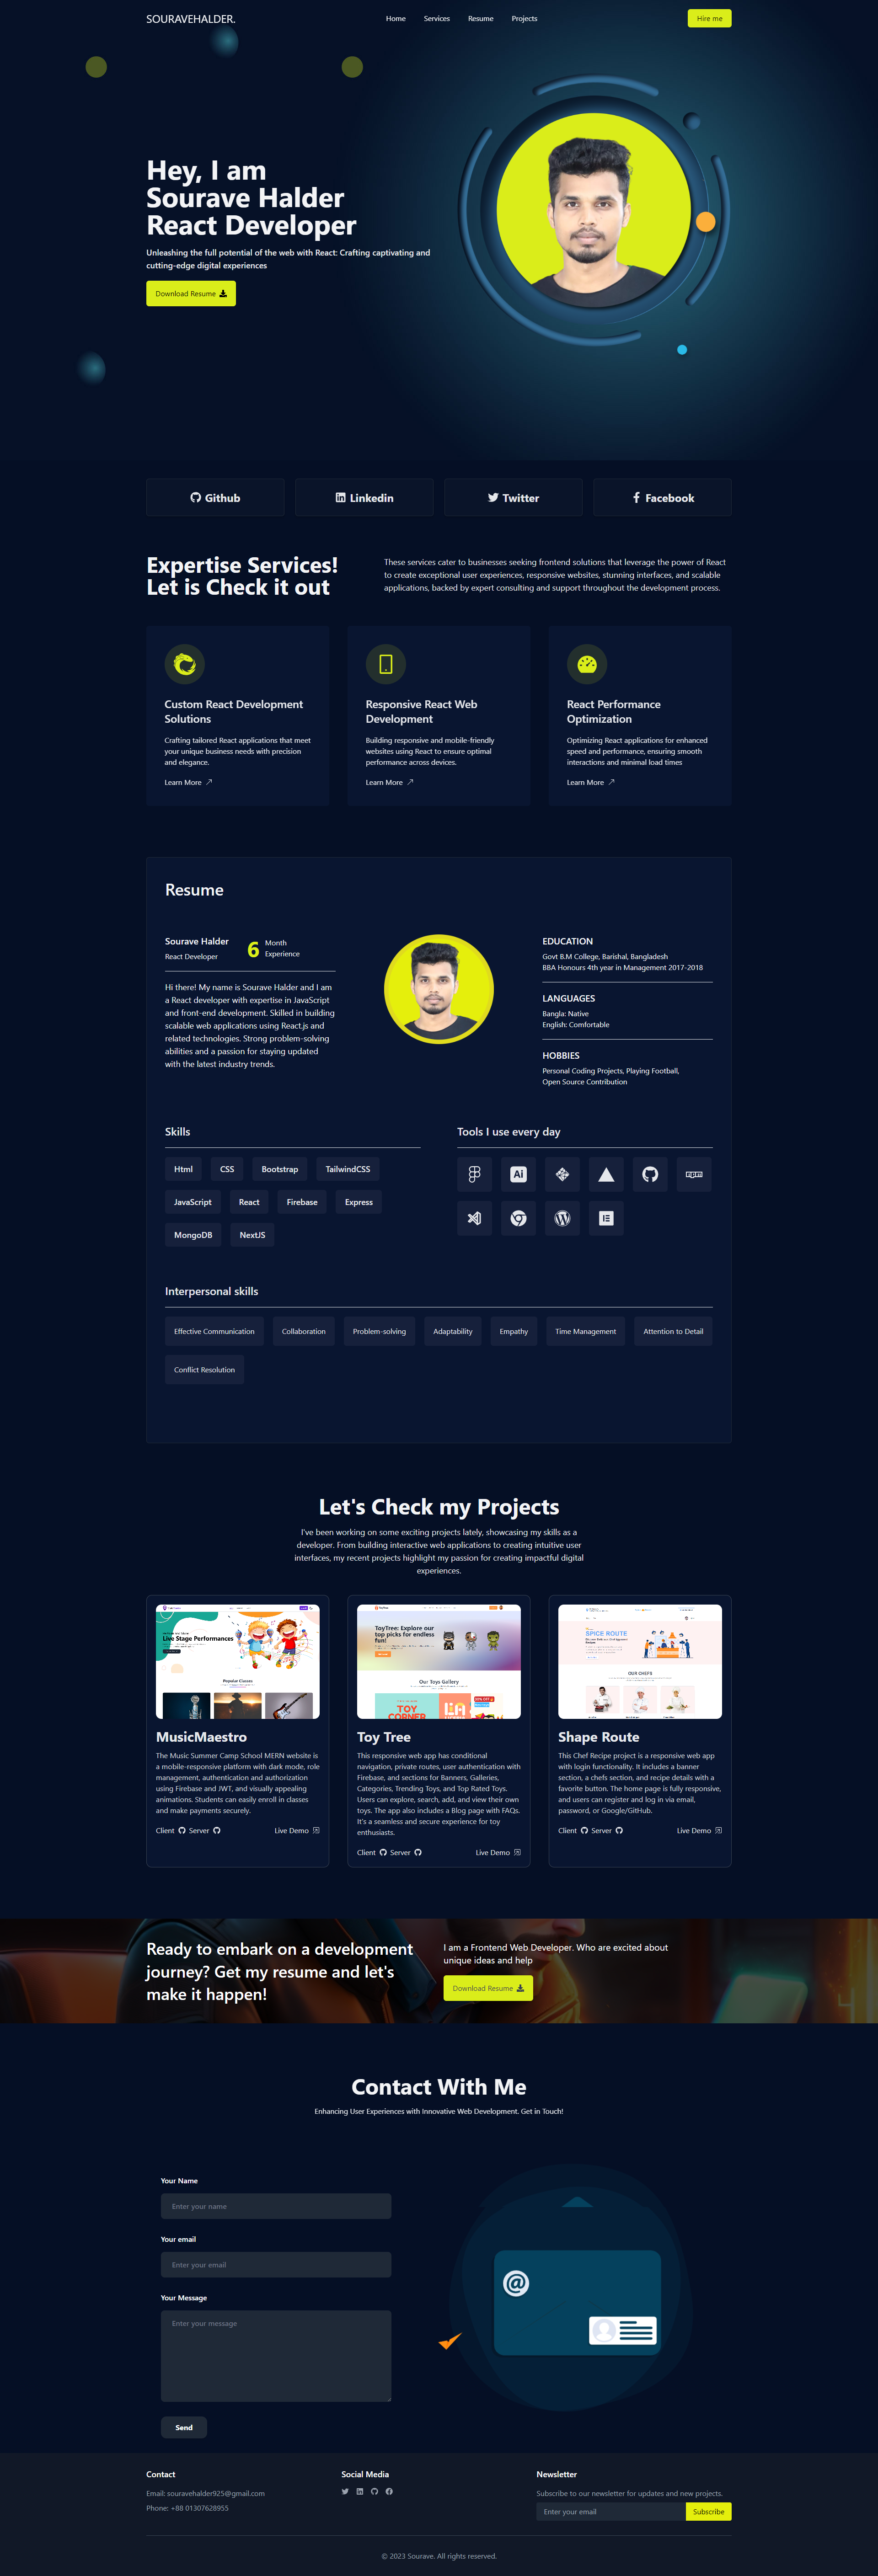 SOURAVEHALDER.
Home Services Resume Projects
Hire me
Hey, I am
Sourave Halder
React Developer
Unleashing the full potential of the web with React: Crafting captivating and
cutting-edge digital experiences
Download Resume
Github
Linkedin
Twitter
Facebook
Expertise Services!
Let is Check it out
These services cater to businesses seeking frontend solutions that leverage the power of React
to create exceptional user experiences, responsive websites, stunning interfaces, and scalable
applications, backed by expert consulting and support throughout the development process.
Custom React Development
Solutions
Crafting tailored React applications that meet
your unique business needs with precision
and elegance.
Learn More
Responsive React Web
Development
Building responsive and mobile-friendly
websites using React to ensure optimal
performance across devices.
Learn More
React Performance
Optimization
Optimizing React applications for enhanced
speed and performance, ensuring smooth
interactions and minimal load times
Learn More
Resume
Sourave Halder
React Developer
6
Month
Experience
Hi there! My name is Sourave Halder and I am
a React developer with expertise in JavaScript
and front-end development. Skilled in building
scalable web applications using React.js and
related technologies. Strong problem-solving
abilities and a passion for staying updated
with the latest industry trends.
EDUCATION
Govt B.M College, Barishal, Bangladesh
BBA Honours 4th year in Management 2017-2018
LANGUAGES
Bangla: Native
English: Comfortable
HOBBIES
Personal Coding Projects, Playing Football,
Open Source Contribution
Skills
Html CSS Bootstrap TailwindCSS
JavaScript React Firebase Express
MongoDB NextJS
Tools I use every day
Ai
npm
Interpersonal skills
Effective Communication Collaboration Problem-solving Adaptability Empathy Time Management Attention to Detail
Conflict Resolution
Let's Check my Projects
I've been working on some exciting projects lately, showcasing my skills as a
developer. From building interactive web applications to creating intuitive user
interfaces, my recent projects highlight my passion for creating impactful digital
experiences.
Live Stage Performances
Popular Classes
MusicMaestro
The Music Summer Camp School MERN website is
a mobile-responsive platform with dark mode, role
management, authentication and authorization
using Firebase and JWT, and visually appealing
animations. Students can easily enroll in classes
and make payments securely.
Client Server Live Demo
ToyTree: Explore our
top picks for endless
fun!
Our Toys Gallery
TOY
CORNER
Toy Tree
This responsive web app has conditional
navigation, private routes, user authentication with
Firebase, and sections for Banners, Galleries,
Categories, Trending Toys, and Top Rated Toys.
Users can explore, search, add, and view their own
toys. The app also includes a Blog page with FAQs.
It's a seamless and secure experience for toy
enthusiasts.
Client Server Live Demo
SPICE ROUTE
OUR CHEFS
Shape Route
This Chef Recipe project is a responsive web app
with login functionality. It includes a banner
section, a chefs section, and recipe details with a
favorite button. The home page is fully responsive,
and users can register and log in via email,
password, or Google/GitHub.
Client Server Live Demo
Ready to embark on a development
journey? Get my resume and let's
make it happen!
I am a Frontend Web Developer. Who are excited about
unique ideas and help
Download Resume
Contact With Me
Enhancing User Experiences with Innovative Web Development. Get in Touch!
Your Name
Enter your name
Your email
Enter your email
Your Message
Enter your message
Send
@
Contact
Email: souravehalder925@gmail.com
Phone: +88 01307628955
Social Media
Newsletter
Subscribe to our newsletter for updates and new projects.
Enter your email
Subscribe
© 2023 Sourave. All rights reserved.